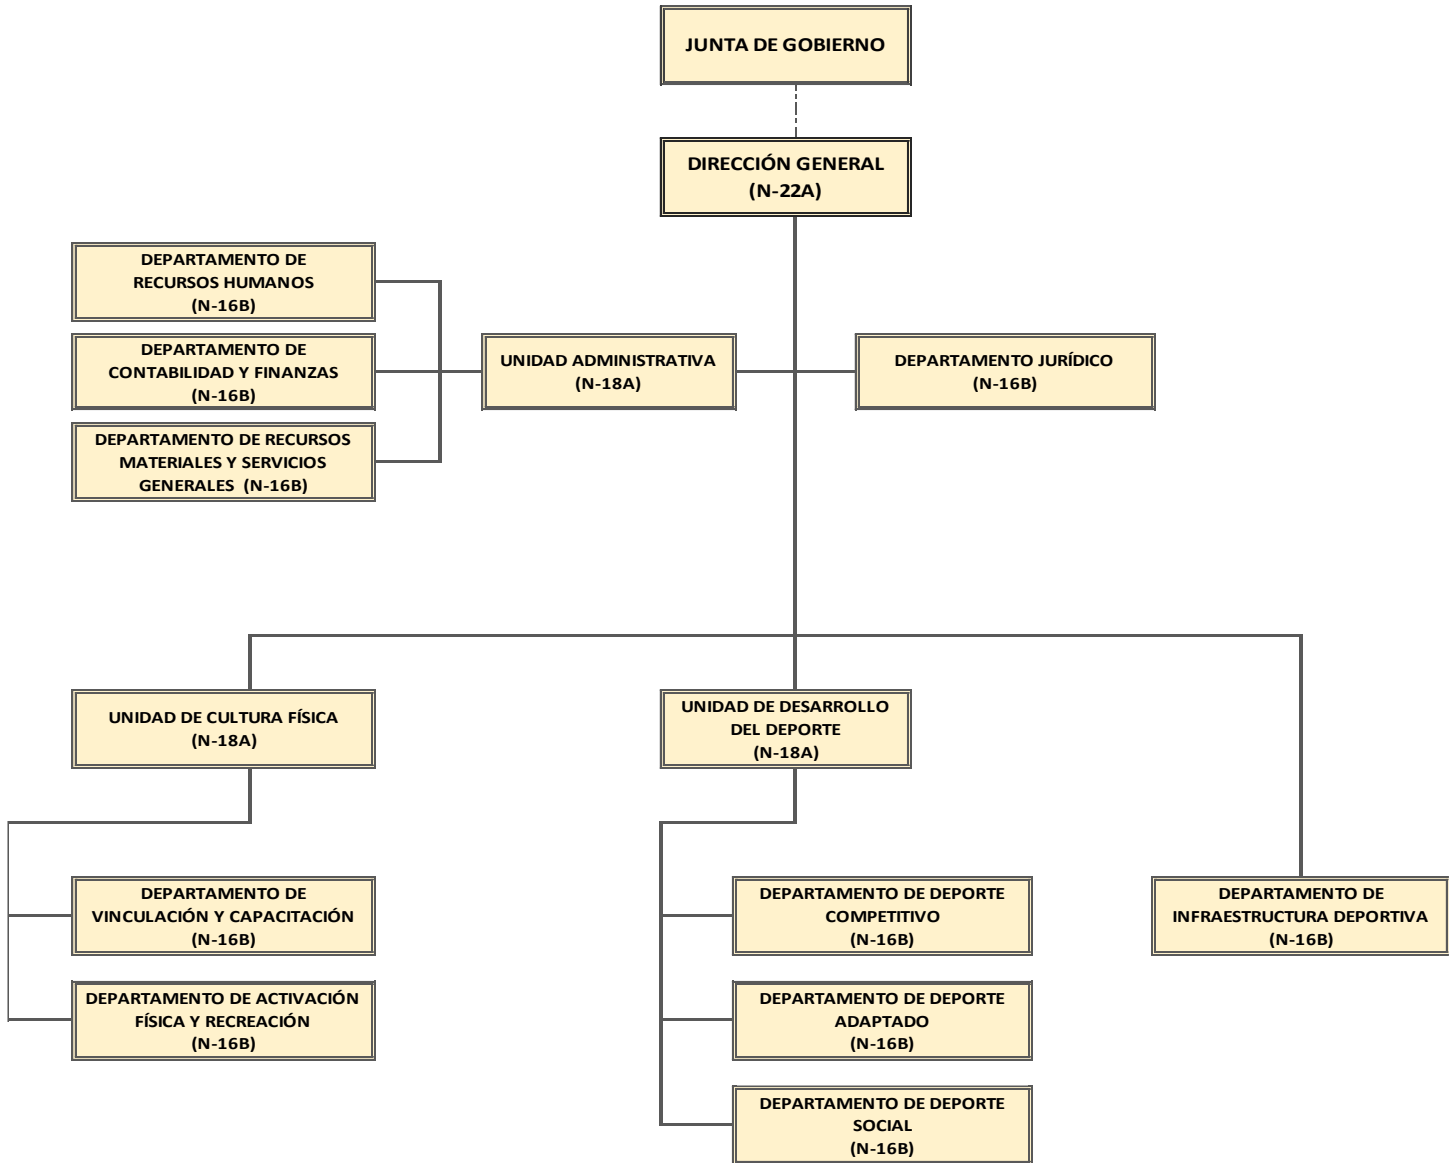 JUNTA DE GOBIERNO
DIRECCIÓN GENERAL
(N-22A)
DEPARTAMENTO DE
RECURSOS HUMANOS
(N-16B)
DEPARTAMENTO DE
CONTABILIDAD Y FINANZAS
(N-16B)
DEPARTAMENTO DE RECURSOS
MATERIALES Y SERVICIOS
GENERALES (N-16B)
UNIDAD ADMINISTRATIVA
(N-18A)
DEPARTAMENTO JURÍDICO
(N-16B)
UNIDAD DE CULTURA FÍSICA
(N-18A)
UNIDAD DE DESARROLLO
DEL DEPORTE
(N-18A)
DEPARTAMENTO DE
VINCULACIÓN Y CAPACITACIÓN
(N-16B)
DEPARTAMENTO DE ACTIVACIÓN
FÍSICA Y RECREACIÓN
(N-16B)
DEPARTAMENTO DE DEPORTE
COMPETITIVO
(N-16B)
DEPARTAMENTO DE DEPORTE
ADAPTADO
(N-16B)
DEPARTAMENTO DE DEPORTE
SOCIAL
(N-16B)
DEPARTAMENTO DE
INFRAESTRUCTURA DEPORTIVA
(N-16B)